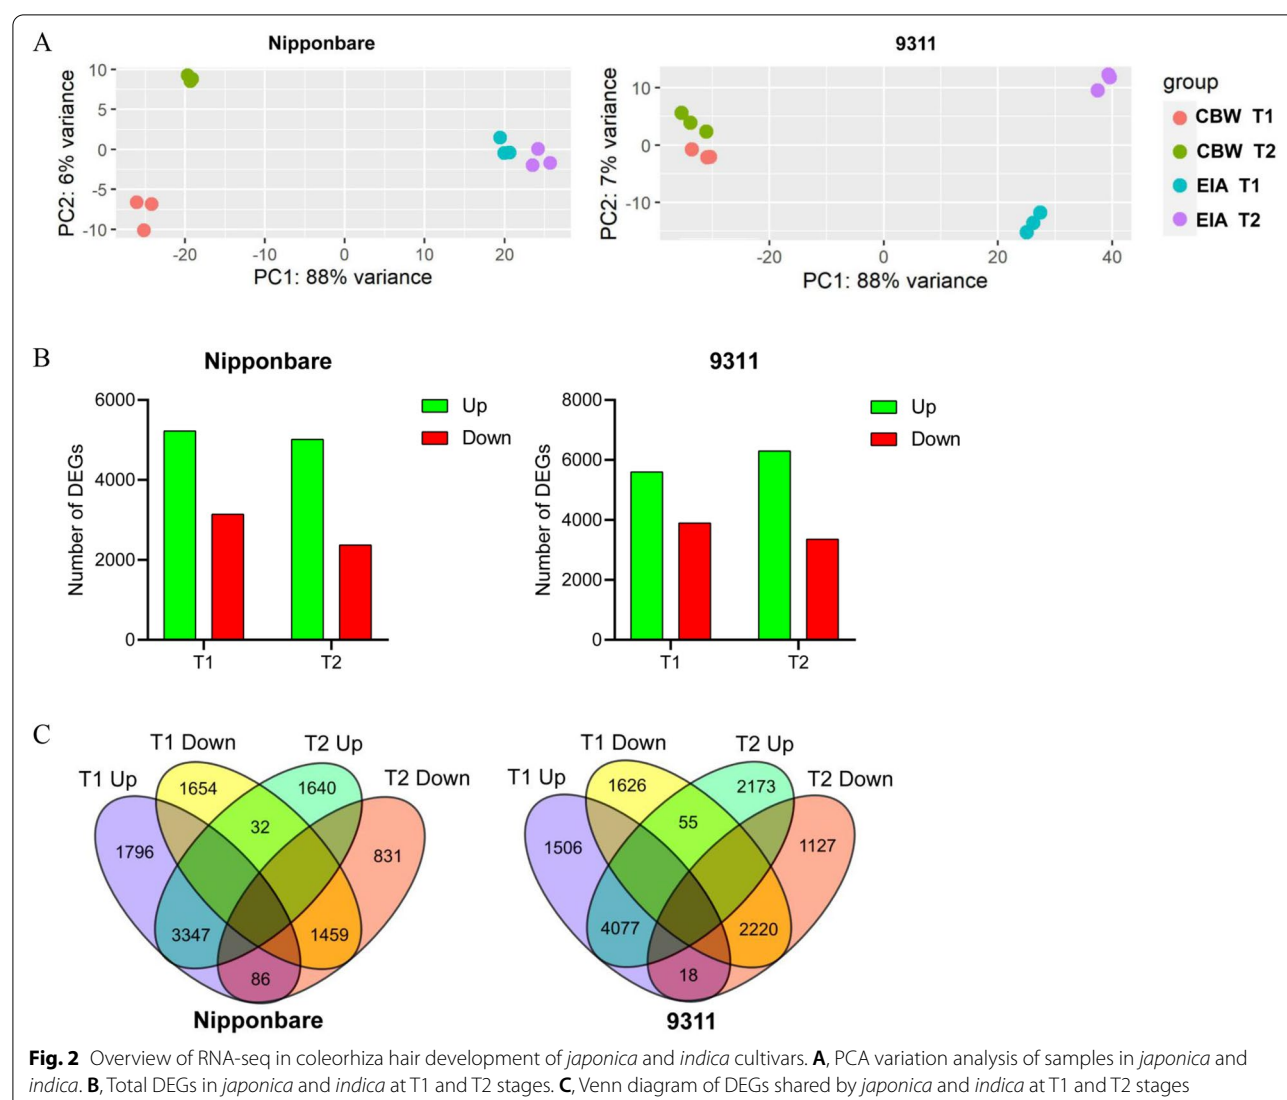 A
Nipponbare
9311
PC2: 6% variance
10
5
0
-5
-10
-20
-10
0
10
20
PC1: 88% variance
PC2: 7% variance
10
0
-10
-20
0
20
40
PC1: 88% variance
group
CBW T1
CBW T2
EIA T1
EIA T2
B
Nipponbare
9311
Number of DEGs
6000
4000
2000
0
T1
T2
Up
Down
Number of DEGs
8000
6000
4000
2000
0
T1
T2
Up
Down
C
T1 Up
T1 Down
T2 Up
T2 Down
1796
1654
1640
831
32
3347
1459
86
Nipponbare
T1 Up
T1 Down
T2 Up
T2 Down
1506
1626
2173
1127
55
4077
2220
18
9311
Fig. 2 Overview of RNA-seq in coleorhiza hair development of japonica and indica cultivars. A, PCA variation analysis of samples in japonica and
indica. B, Total DEGs in japonica and indica at T1 and T2 stages. C, Venn diagram of DEGs shared by japonica and indica at T1 and T2 stages